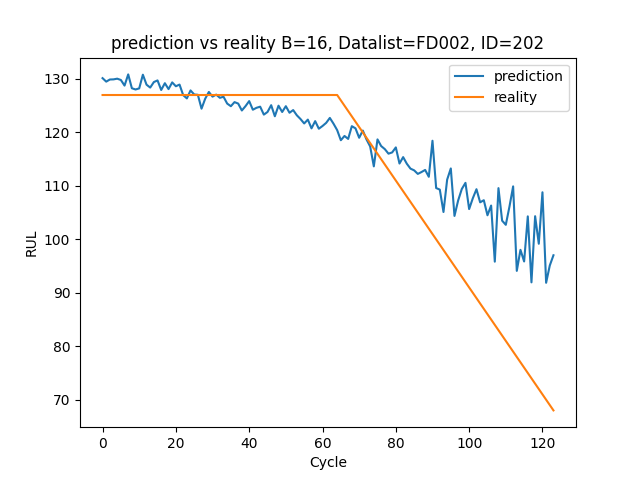 prediction vs reality B=16, Datalist=FD002, ID=202
prediction
reality
130
120
110
100
90
80
70
RUL
0 20 40 60 80 100 120
Cycle